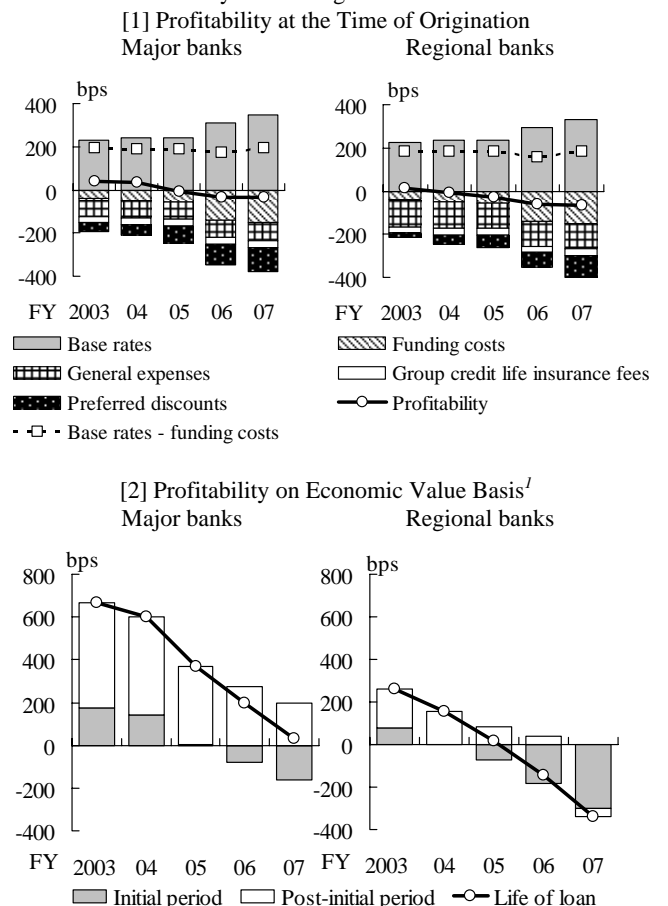 [1] Profitability at the Time of Origination
Major banks Regional banks
bps
400
200
0
-200
-400
FY 2003 04 05 06 07
400
200
0
-200
-400
FY 2003 04 05 06 07
Base rates Funding costs
General expenses Group credit life insurance fees
Preferred discounts Profitability
Base rates - funding costs
[2] Profitability on Economic Value Basis1
Major banks Regional banks
bps
800
600
400
200
0
-200
-400
FY 2003 04 05 06 07
bps
800
600
400
200
0
-200
-400
FY 2003 04 05 06 07
Initial period Post-initial period Life of loan